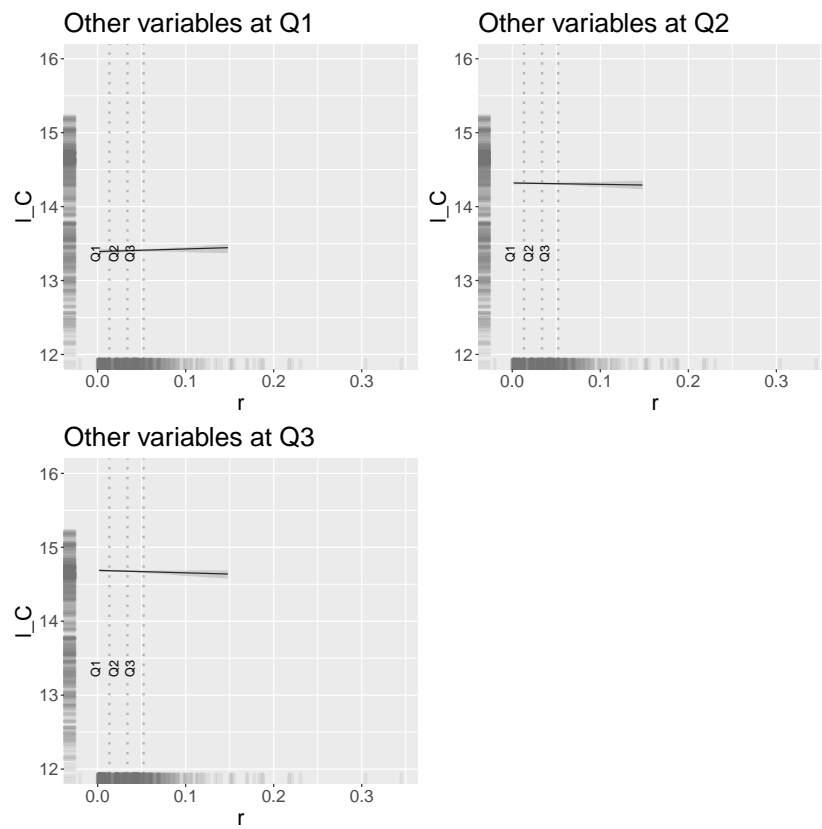 Other variables at Q1
16
15
14
13
12
l_C
Q1
Q2
Q3
0.0
0.1
0.2
0.3
r
Other variables at Q2
16
15
14
13
12
l_C
Q1
Q2
Q3
0.0
0.1
0.2
0.3
r
Other variables at Q3
16
15
14
13
12
l_C
Q1
Q2
Q3
0.0
0.1
0.2
0.3
r